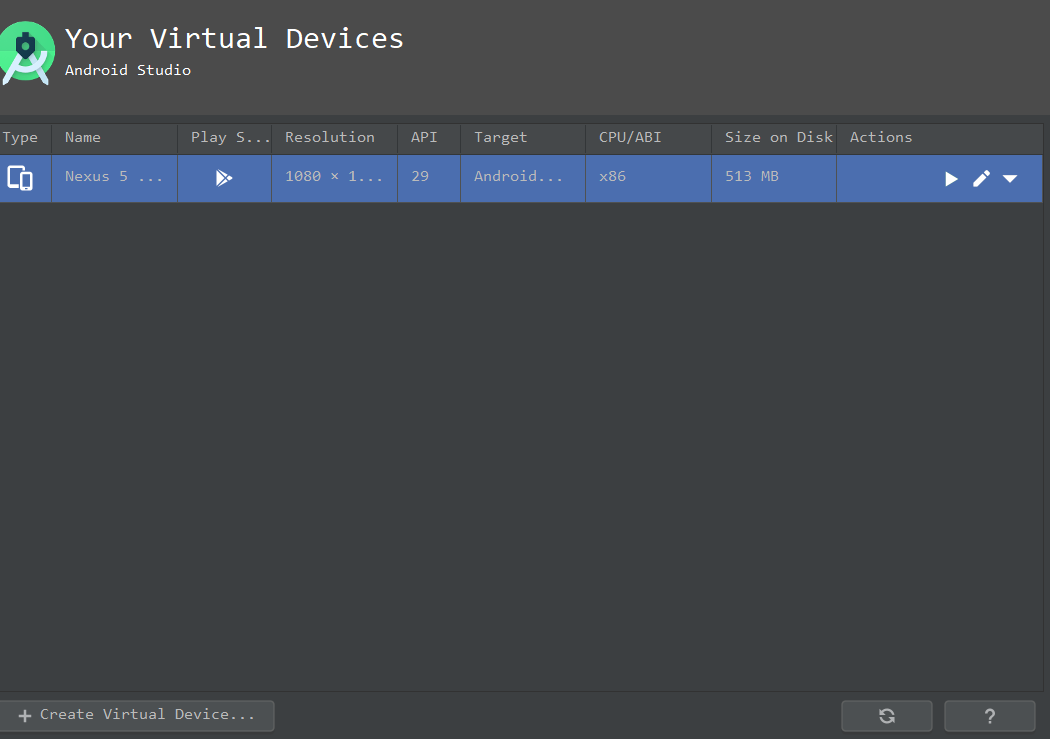 Your Virtual Devices
Android Studio
Type Name Play S... Resolution API Target CPU/ABI Size on Disk Actions
Nexus 5 ... 1080 × 1... 29 Android... x86 513 MB
+ Create Virtual Device... ?